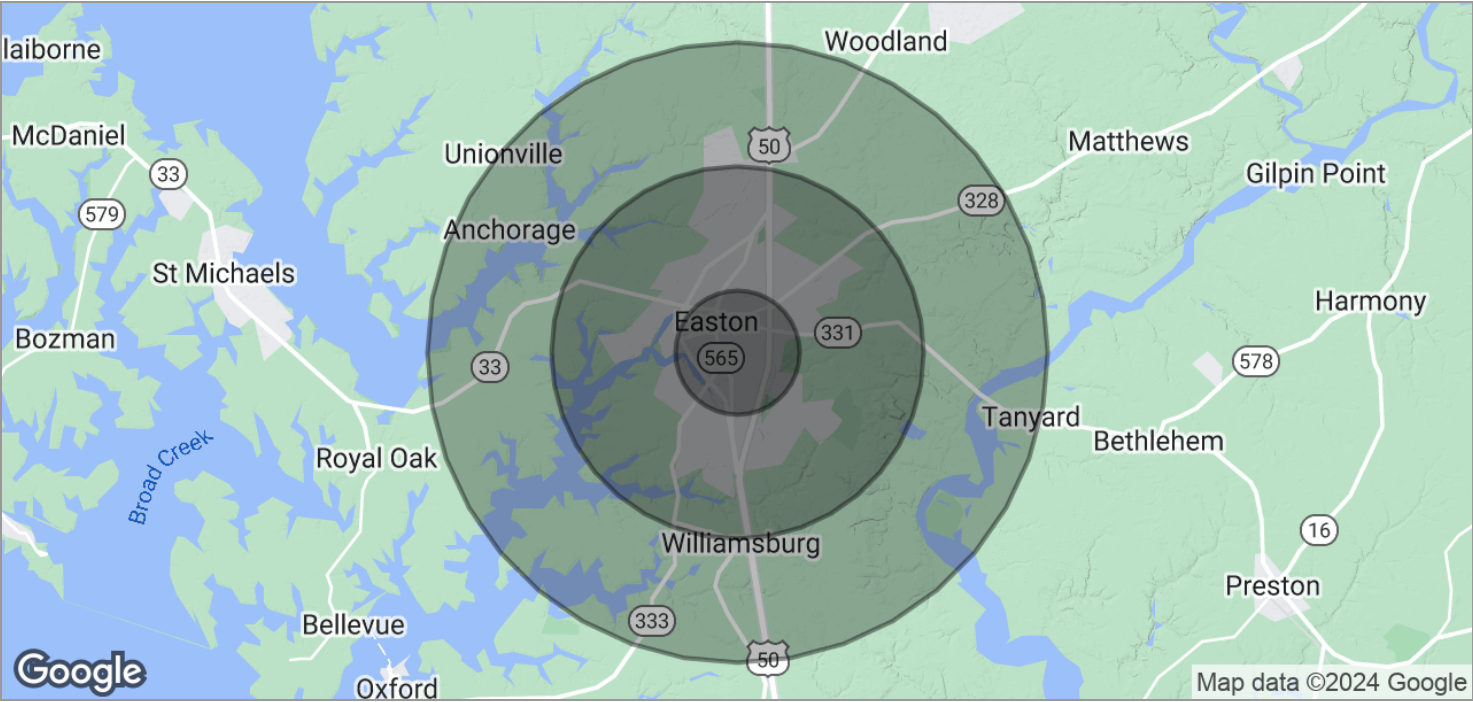 Woodland
laiborne
McDaniel
50
Matthews
Unionville
33
Gilpin Point
328
579
Anchorage
St Michaels
Harmony
Easton
331
Bozman
565
578
33
Tanyard
Bethlehem
Royal Oak
Broad Creek
16
Williamsburg
Preston
333
Bellevue
50
Google
Oxford
Map data ©2024 Google